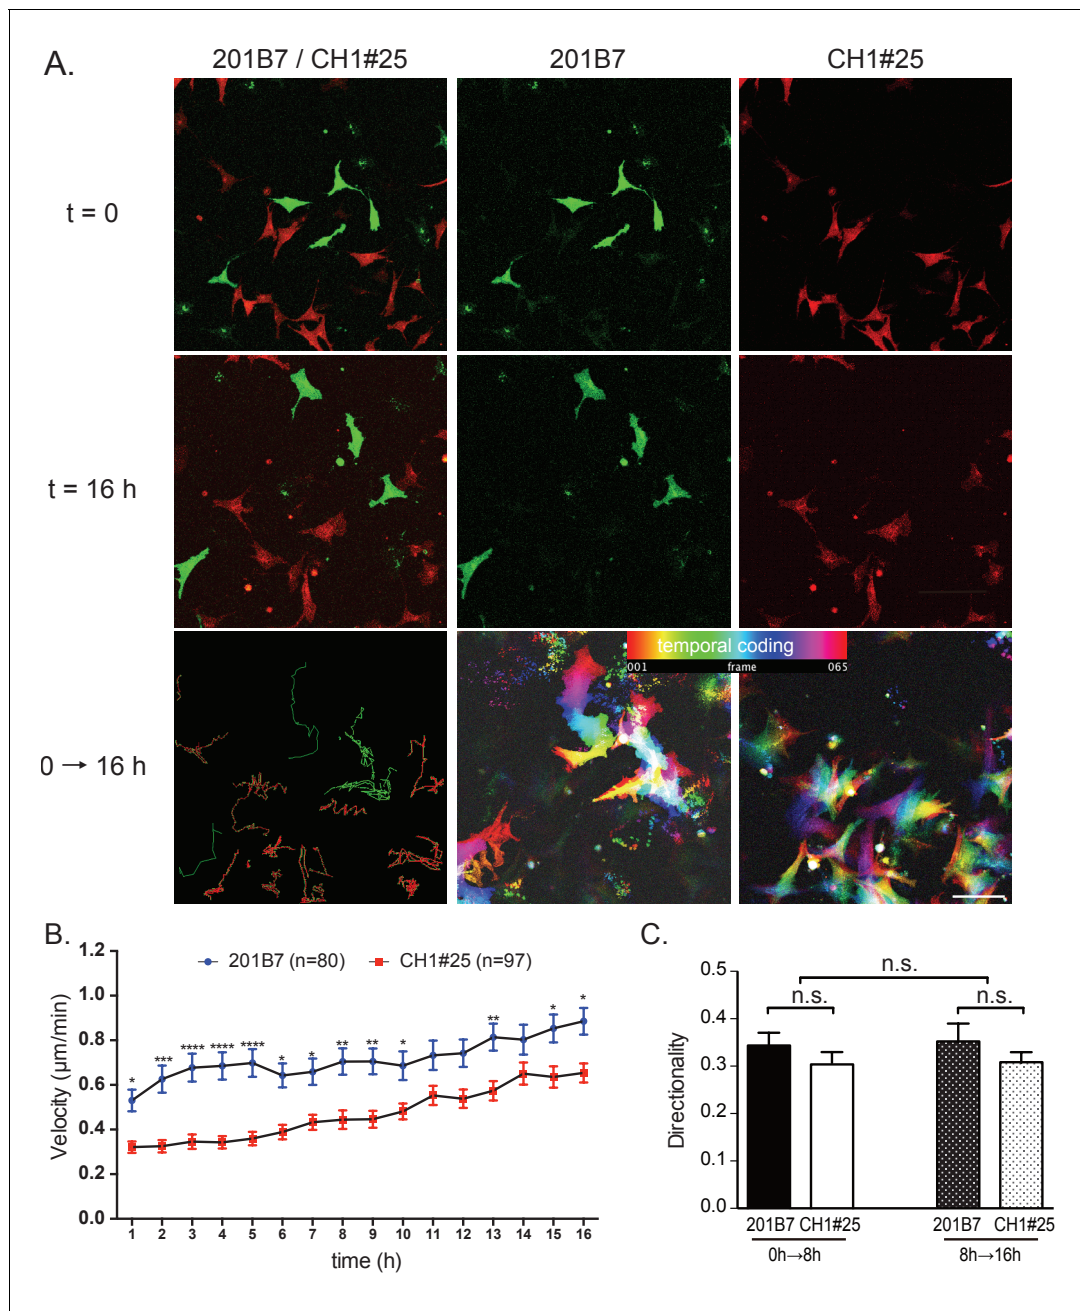 A.
201B7 / CH1#25
201B7
CH1#25
t = 0
t = 16 h
0 → 16 h
temporal coding
001 frame 065
B.
201B7 (n=80)
CH1#25 (n=97)
Velocity (µm/min)
1.2
1.0
0.8
0.6
0.4
0.2
0.0
* *** **** **** **** * * ** ** * ** * *
1 2 3 4 5 6 7 8 9 10 11 12 13 14 15 16
time (h)
C.
Directionality
0.5
0.4
0.3
0.1
0.0
n.s.
n.s. n.s.
201B7 CH1#25 201B7 CH1#25
0h→8h 8h→16h